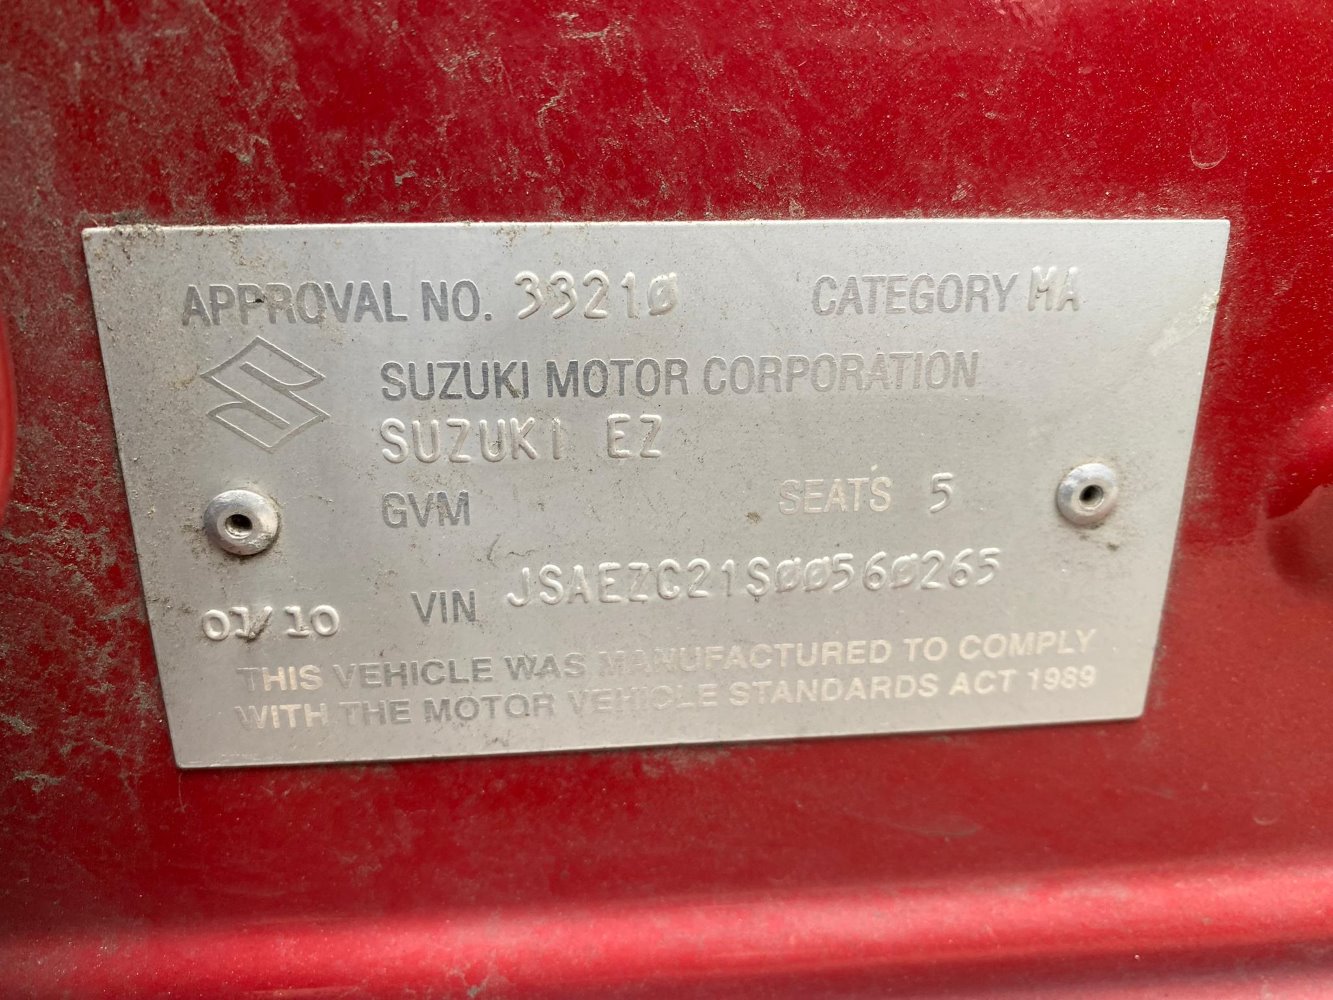 APPROVAL NO. 33210 CATEGORY MA
SUZUKI MOTOR CORPORATION
SUZUKI EZ
GVM SEATS 5
01/10 VIN JSAEZC21S00560265
THIS VEHICLE WAS MANUFACTURED TO COMPLY
WITH THE MOTOR VEHICLE STANDARDS ACT 1989